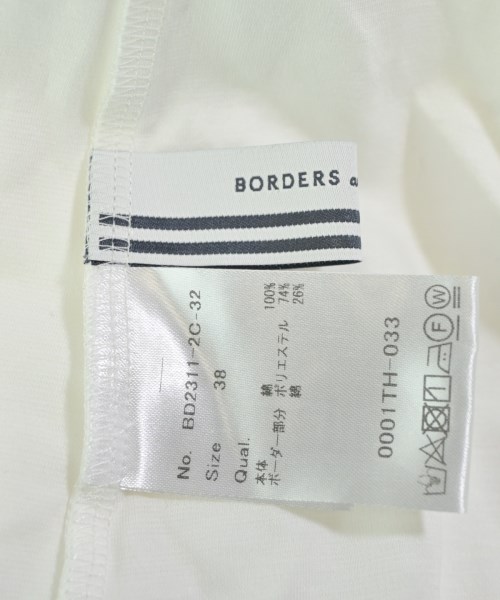 BORDERS a
No. BD2311-2C-32
Size 38
Qual.
本体 綿 100%
ボーダー部分 ポリエステル 74%
綿 26%
0001TH-033
F W